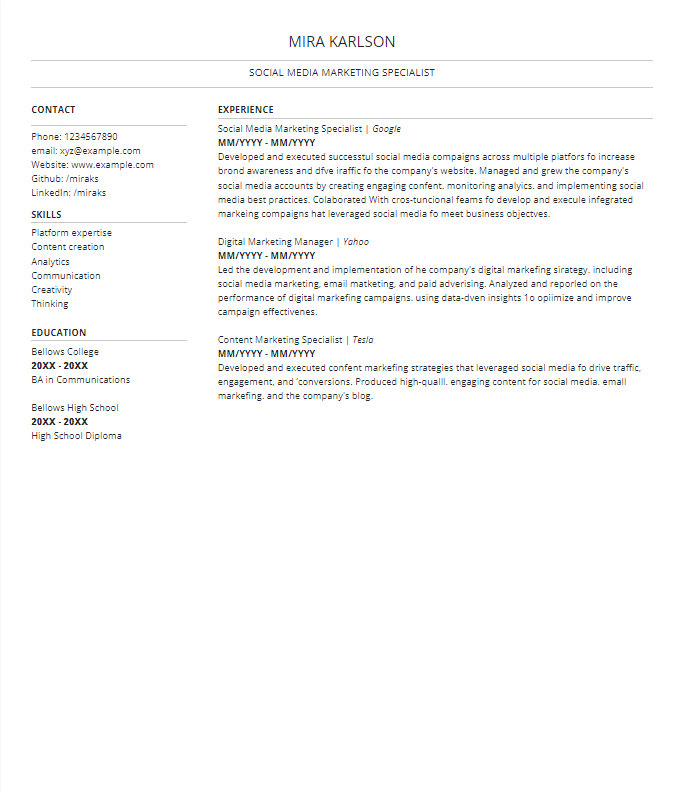 MIRA KARLSON
SOCIAL MEDIA MARKETING SPECIALIST
CONTACT
Phone: 1234567890
email: xyz@example.com
Website: www.example.com
Github: /miraks
LinkedIn: /miraks
SKILLS
Platform expertise
Content creation
Analytics
Communication
Creativity
Thinking
EDUCATION
Bellows College
20XX - 20XX
BA in Communications
Bellows High School
20XX - 20XX
High School Diploma
EXPERIENCE
Social Media Marketing Specialist | Google
MM/YYYY - MM/YYYY
Developed and executed successtul social media compaigns across multiple piatfors fo increase
brond awareness and dfve iraffic fo the company's website. Managed and grew the company's
social media accounts by creating engaging confent. monitoring analyics. and implementing social
media best practices. Colaborated With cros-tuncional feams fo develop and execuie infegrated
markeing compaigns hat leveraged social media fo meet business objectves.
Digital Marketing Manager | Yahoo
MM/YYYY - MM/YYYY
Led the development and implementation of he company's digital markefing sirategy, including
social media marketing, email matketing, and paid adverising. Analyzed and reporled on the
performance of digital markefing campaigns. using data-dven insights 1o opiimize and improve
campaign effectivenes.
Content Marketing Specialist | Tesla
MM/YYYY - MM/YYYY
Developed and executed confent markefing strategies that leveraged social media fo drive traffic,
engagement, and 'conversions. Produced high-qualll. engaging content for social media. emall
markefing. and the company's blog.